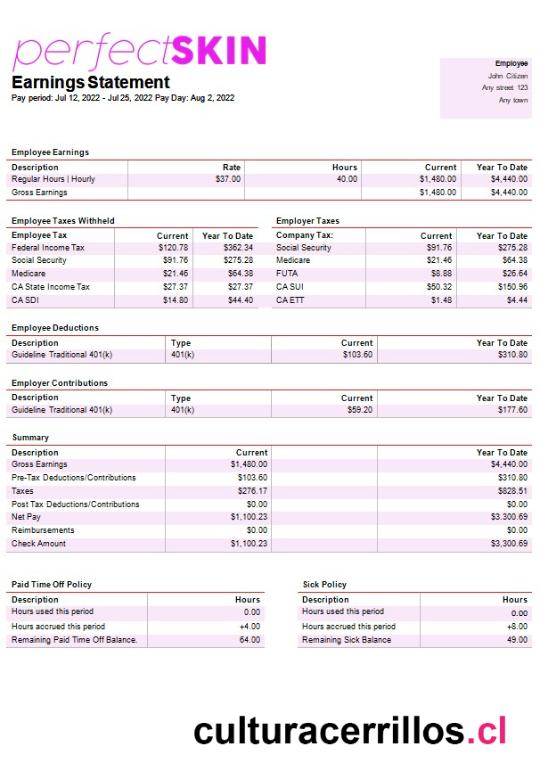 perfectSKIN
Earnings Statement
Pay period: Jul 12, 2022 - Jul 25, 2022 Pay Day: Aug 2, 2022
Employee
John Citizen
Any street 123
Any town
Employee Earnings
Description Rate Hours Current Year To Date
Regular Hours | Hourly $37.00 40.00 $1,480.00 $4,440.00
Gross Earnings $1,480.00 $4,440.00
Employee Taxes Withheld
Employee Tax Current Year To Date
Federal Income Tax $120.78 $362.34
Social Security $91.76 $275.28
Medicare $21.46 $64.38
CA State Income Tax $27.37 $27.37
CA SDI $14.80 $44.40
Employer Taxes
Company Tax: Current Year To Date
Social Security $91.76 $275.28
Medicare $21.46 $64.38
FUTA $8.88 $26.64
CA SUI $50.32 $150.96
CA ETT $1.48 $4.44
Employee Deductions
Description Type Current Year To Date
Guideline Traditional 401(k) 401(k) $103.60 $310.80
Employer Contributions
Description Type Current Year To Date
Guideline Traditional 401(k) 401(k) $59.20 $177.60
Summary
Description Current Year To Date
Gross Earnings $1,480.00 $4,440.00
Pre-Tax Deductions/Contributions $103.60 $310.80
Taxes $276.17 $828.51
Post Tax Deductions/Contributions $0.00 $0.00
Net Pay $1,100.23 $3.300.69
Reimbursements $0.00 $0.00
Check Amount $1,100.23 $3,300.69
Paid Time Off Policy
Description Hours
Hours used this period 0.00
Hours accrued this period +4.00
Remaining Paid Time Off Balance. 64.00
Sick Policy
Description Hours
Hours used this period 0.00
Hours accrued this period +8.00
Remaining Sick Balance 49.00
culturacerrillos.cl